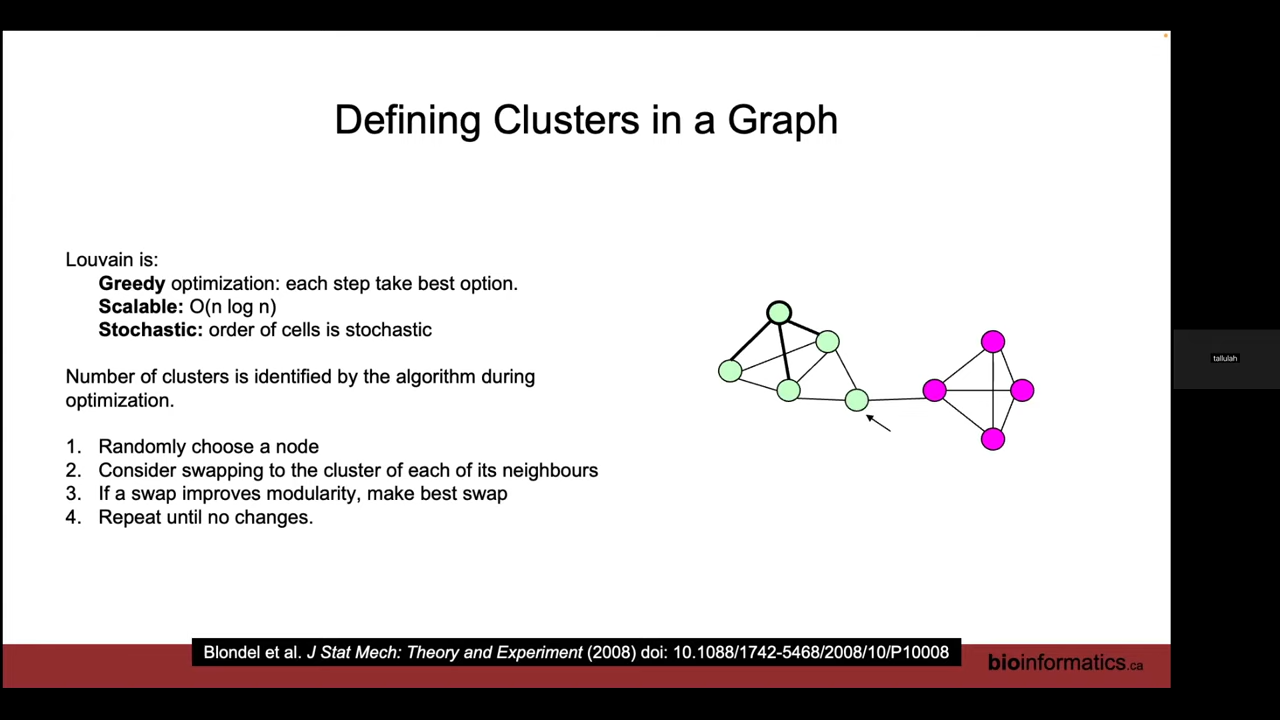 Defining Clusters in a Graph
Louvain is:
Greedy optimization: each step take best option.
Scalable: O(n log n)
Stochastic: order of cells is stochastic
Number of clusters is identified by the algorithm during
optimization.
1. Randomly choose a node
2. Consider swapping to the cluster of each of its neighbours
3. If a swap improves modularity, make best swap
4. Repeat until no changes.
tallulah
Blondel et al. J Stat Mech: Theory and Experiment (2008) doi: 10.1088/1742-5468/2008/10/P10008
bioinformatics.ca